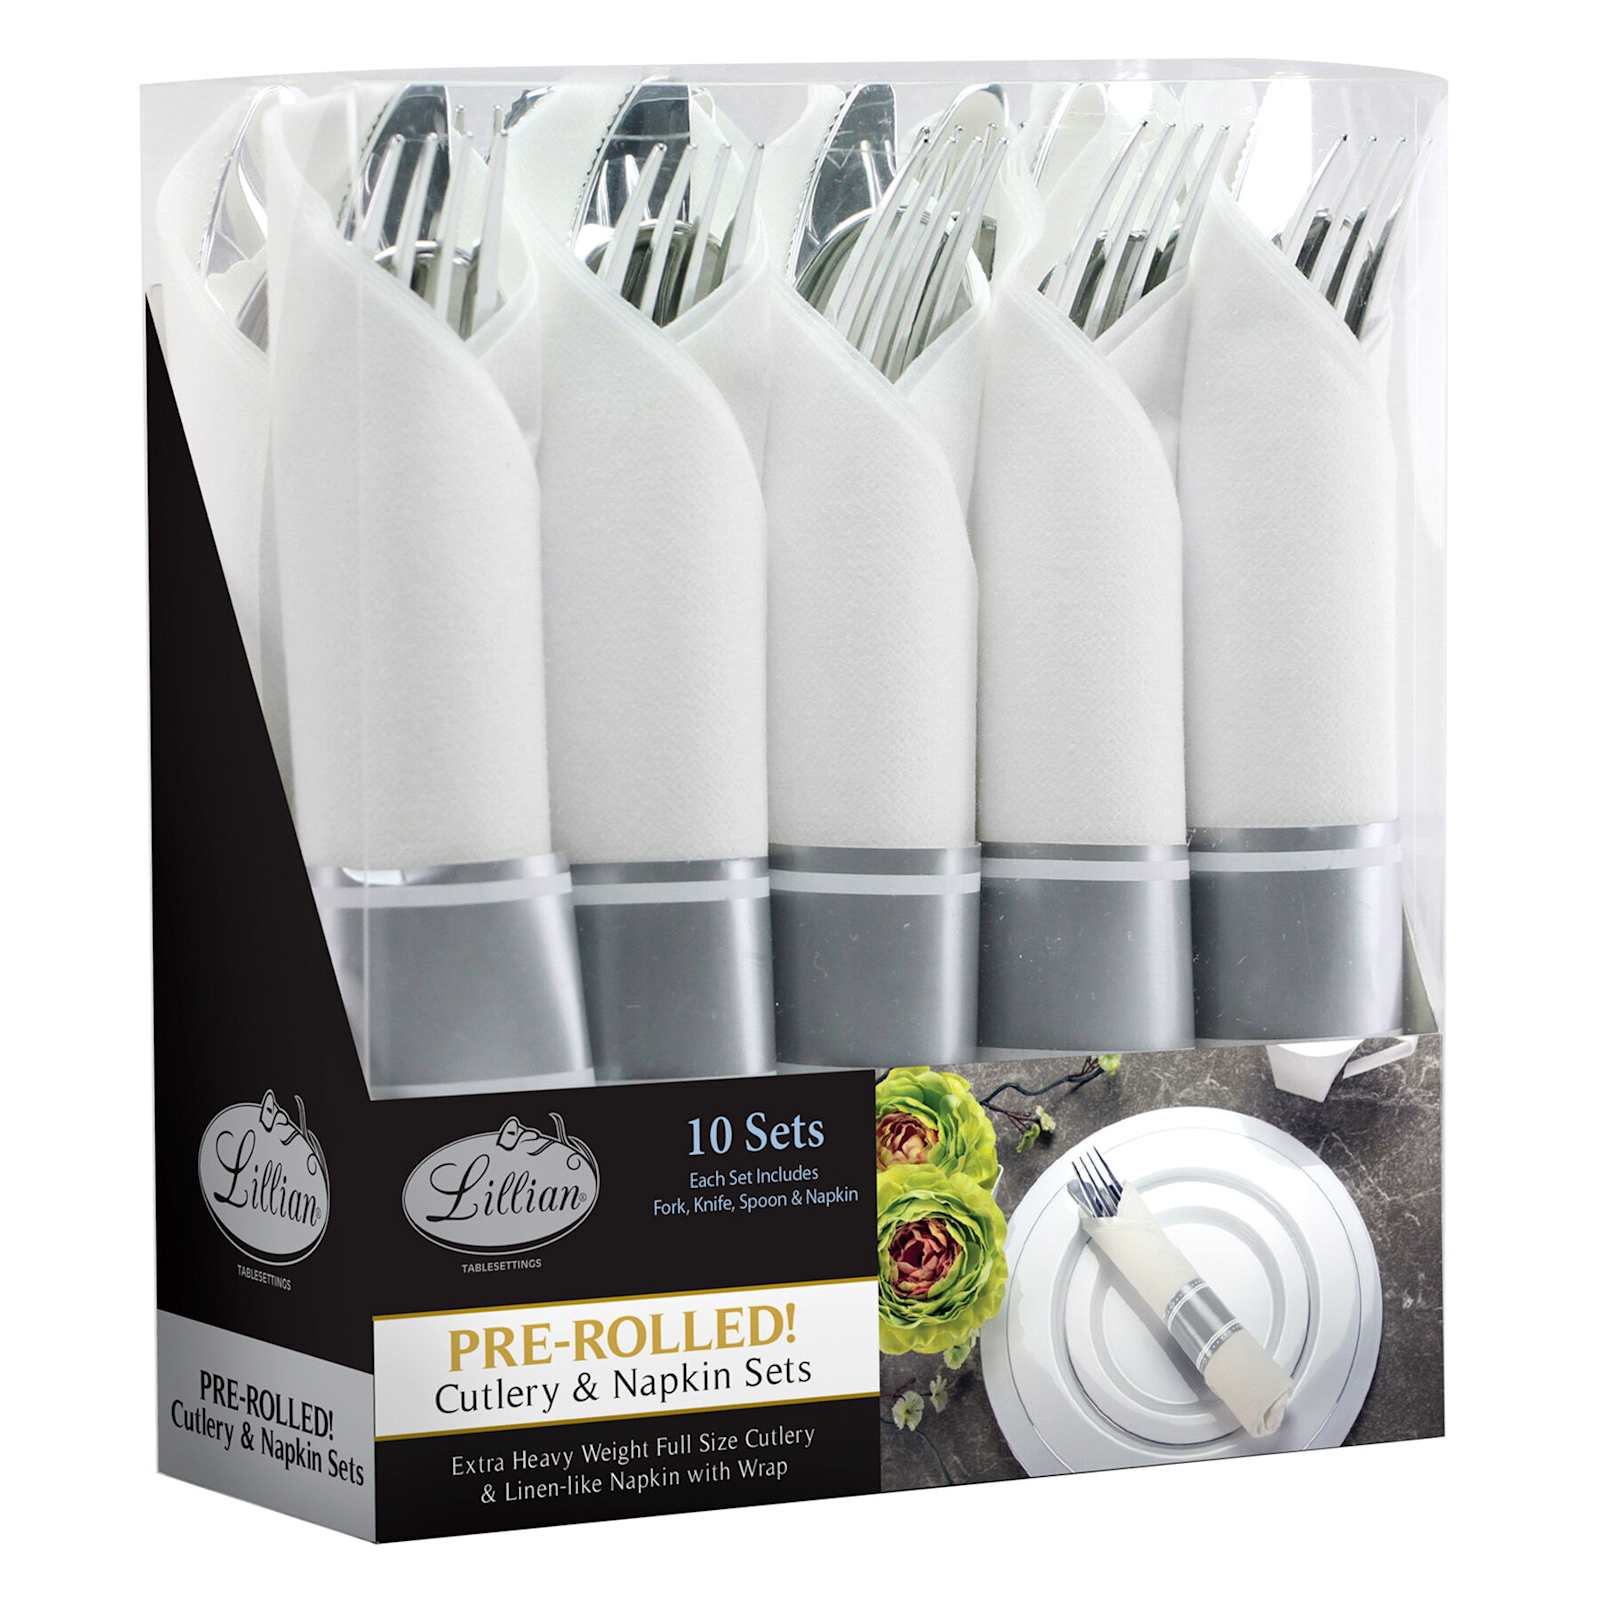 Lillian®
TABLESETTINGS
PRE-ROLLED!
Cutlery & Napkin Sets
Lillian®
TABLESETTINGS
10 Sets
Each Set Includes
Fork, Knife, Spoon & Napkin
PRE-ROLLED!
Cutlery & Napkin Sets
Extra Heavy Weight Full Size Cutlery
& Linen-like Napkin with Wrap